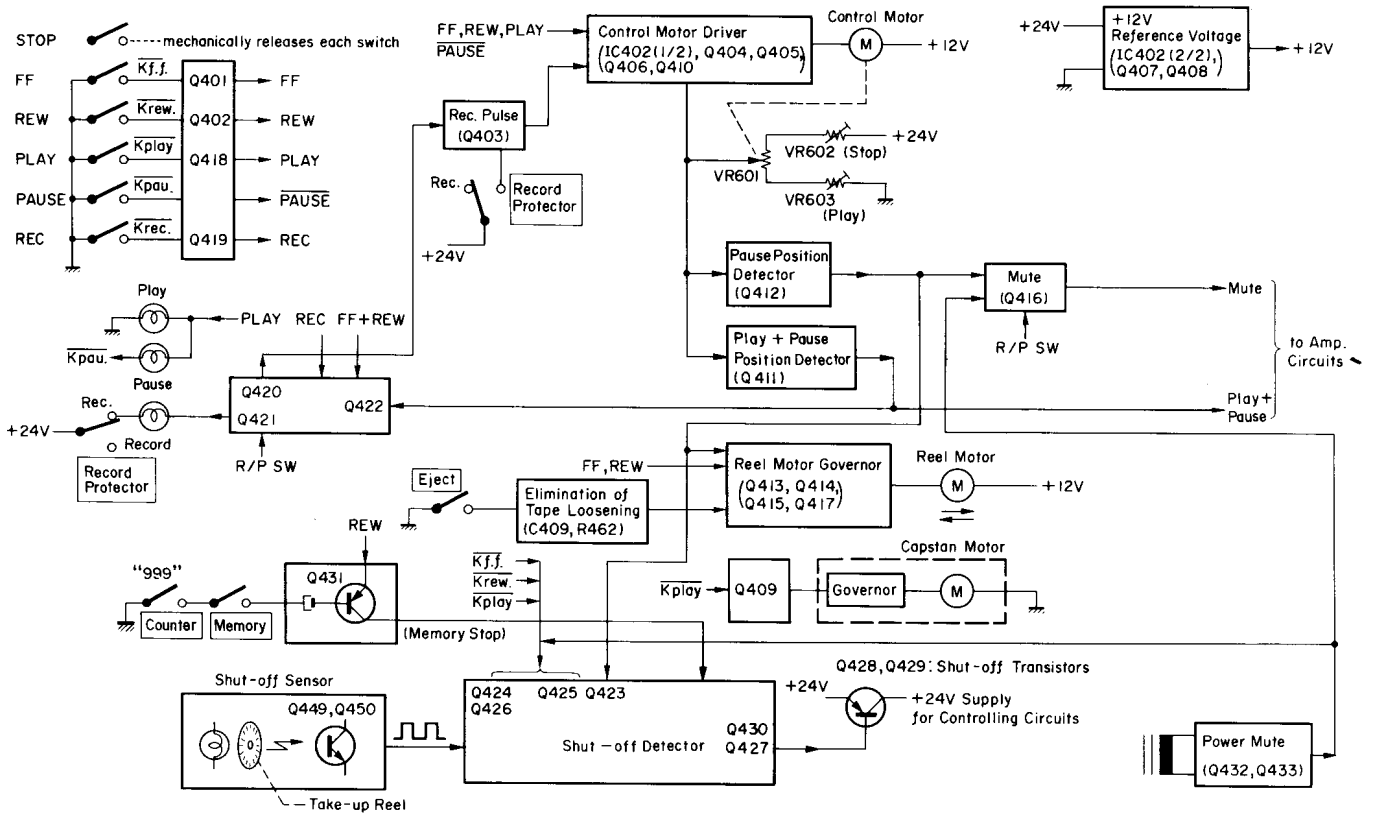 STOP
mechanically releases each switch
FF
Kf.f.
Q401
FF
REW
Krew.
Q402
REW
PLAY
Kplay
Q418
PLAY
PAUSE
Kpau.
PAUSE
REC
Krec.
Q419
REC
FF, REW, PLAY
PAUSE
Control Motor Driver
(IC402(1/2), Q404, Q405,
Q406, Q410)
Control Motor
M
+12V
+24V
+12V
Reference Voltage
(IC402(2/2),
Q407, Q408)
+12V
Rec. Pulse
(Q403)
Rec.
Record
Protector
+24V
VR601
VR602 (Stop)
+24V
VR603
(Play)
Pause Position
Detector
(Q412)
Play + Pause
Position Detector
(Q411)
Mute
(Q416)
R/P SW
Mute
to Amp.
Circuits
Play+
Pause
Play
PLAY
REC
FF+REW
Kpau.
Pause
Q420
Q421
Q422
Rec.
+24V
Record
Record
Protector
R/P SW
FF, REW
Eject
Elimination of
Tape Loosening
(C409, R462)
Reel Motor Governor
(Q413, Q414,
Q415, Q417)
Reel Motor
M
+12V
REW
"999"
Counter
Memory
Q431
(Memory Stop)
Kf.f.
Krew.
Kplay
Kplay
Q409
Capstan Motor
Governor
M
Shut-off Sensor
Q449, Q450
Take-up Reel
Q424
Q426
Q425
Q423
Q430
Q427
Shut-off Detector
Q428, Q429: Shut-off Transistors
+24V
+24V Supply
for Controlling Circuits
Power Mute
(Q432, Q433)